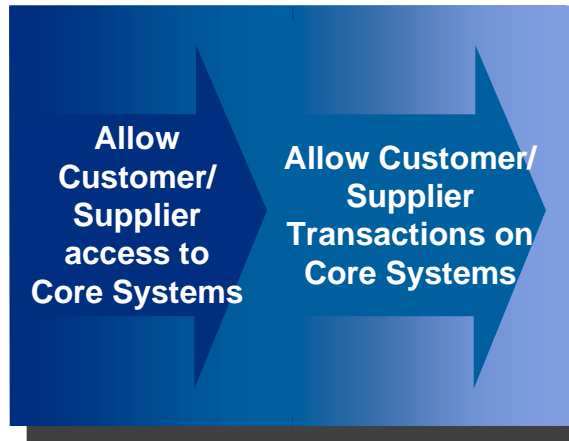 Allow
Customer/
Supplier
access to
Core Systems
Allow Customer/
Supplier
Transactions on
Core Systems